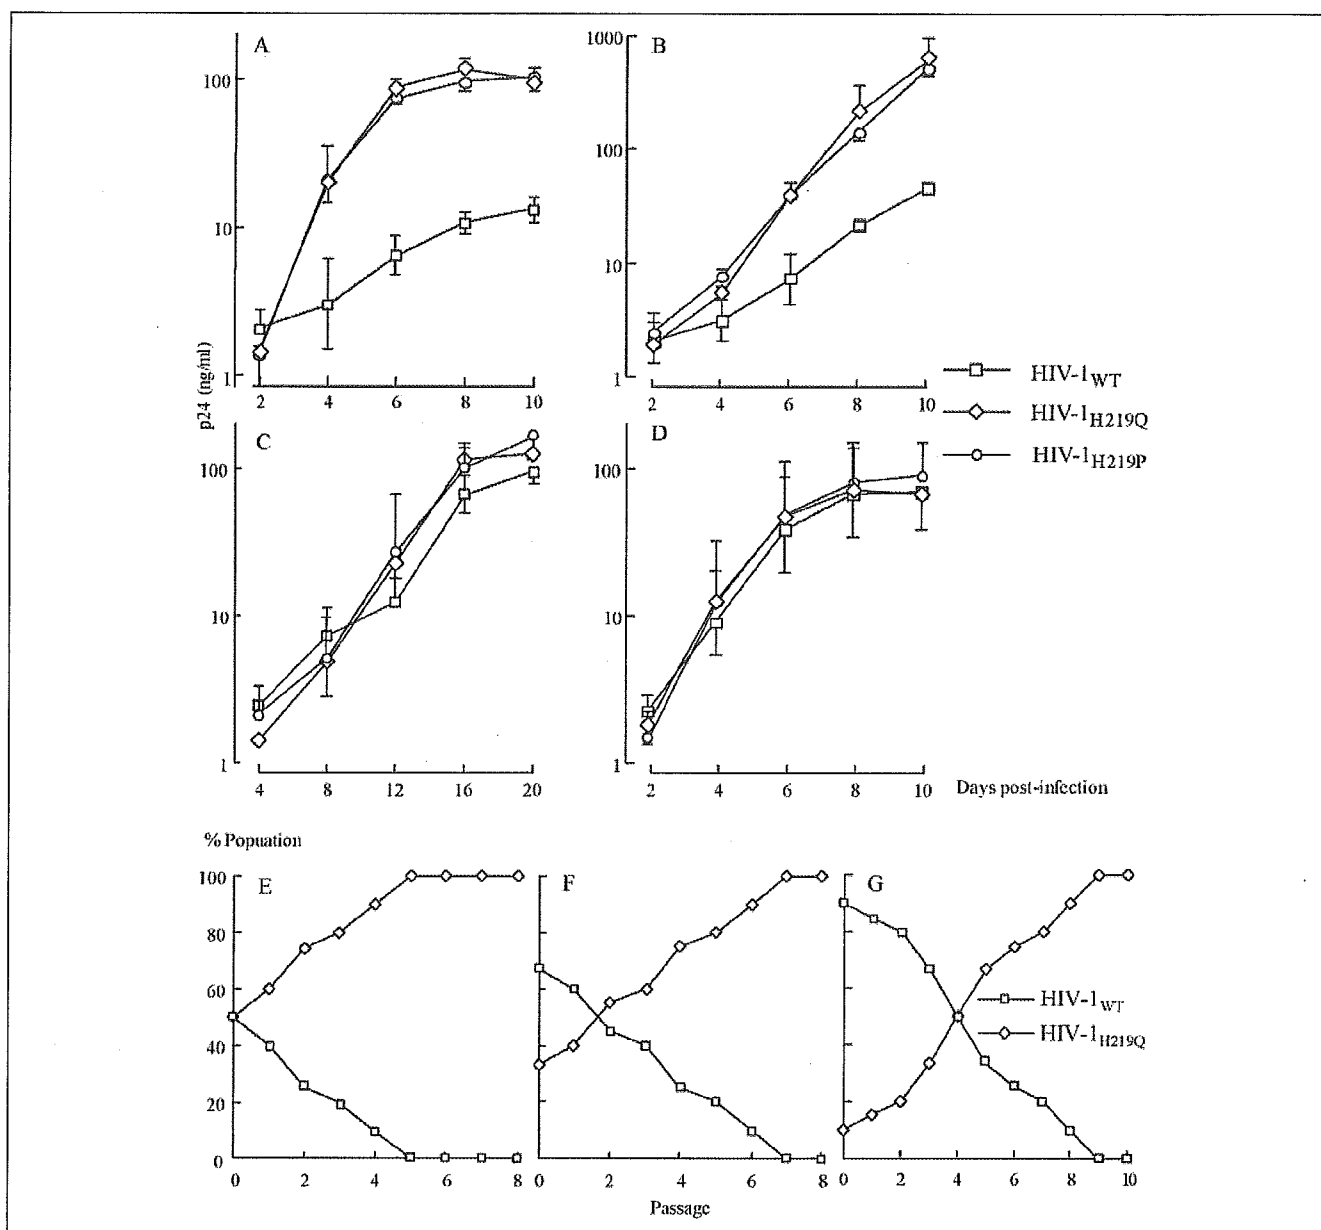 A
100
10
1
2 4 6 8 10
p24 (ng/ml)
B
1000
100
10
1
2 4 6 8 10
HIV-1WT
HIV-1H219Q
HIV-1H219P
C
100
10
1
4 8 12 16 20
D
100
10
1
2 4 6 8 10
Days post-infection
% Popuation
E
100
80
60
40
20
0
0 2 4 6 8
F
0 2 4 6 8
G
0 2 4 6 8 10
HIV-1WT
HIV-1H219Q
Passage